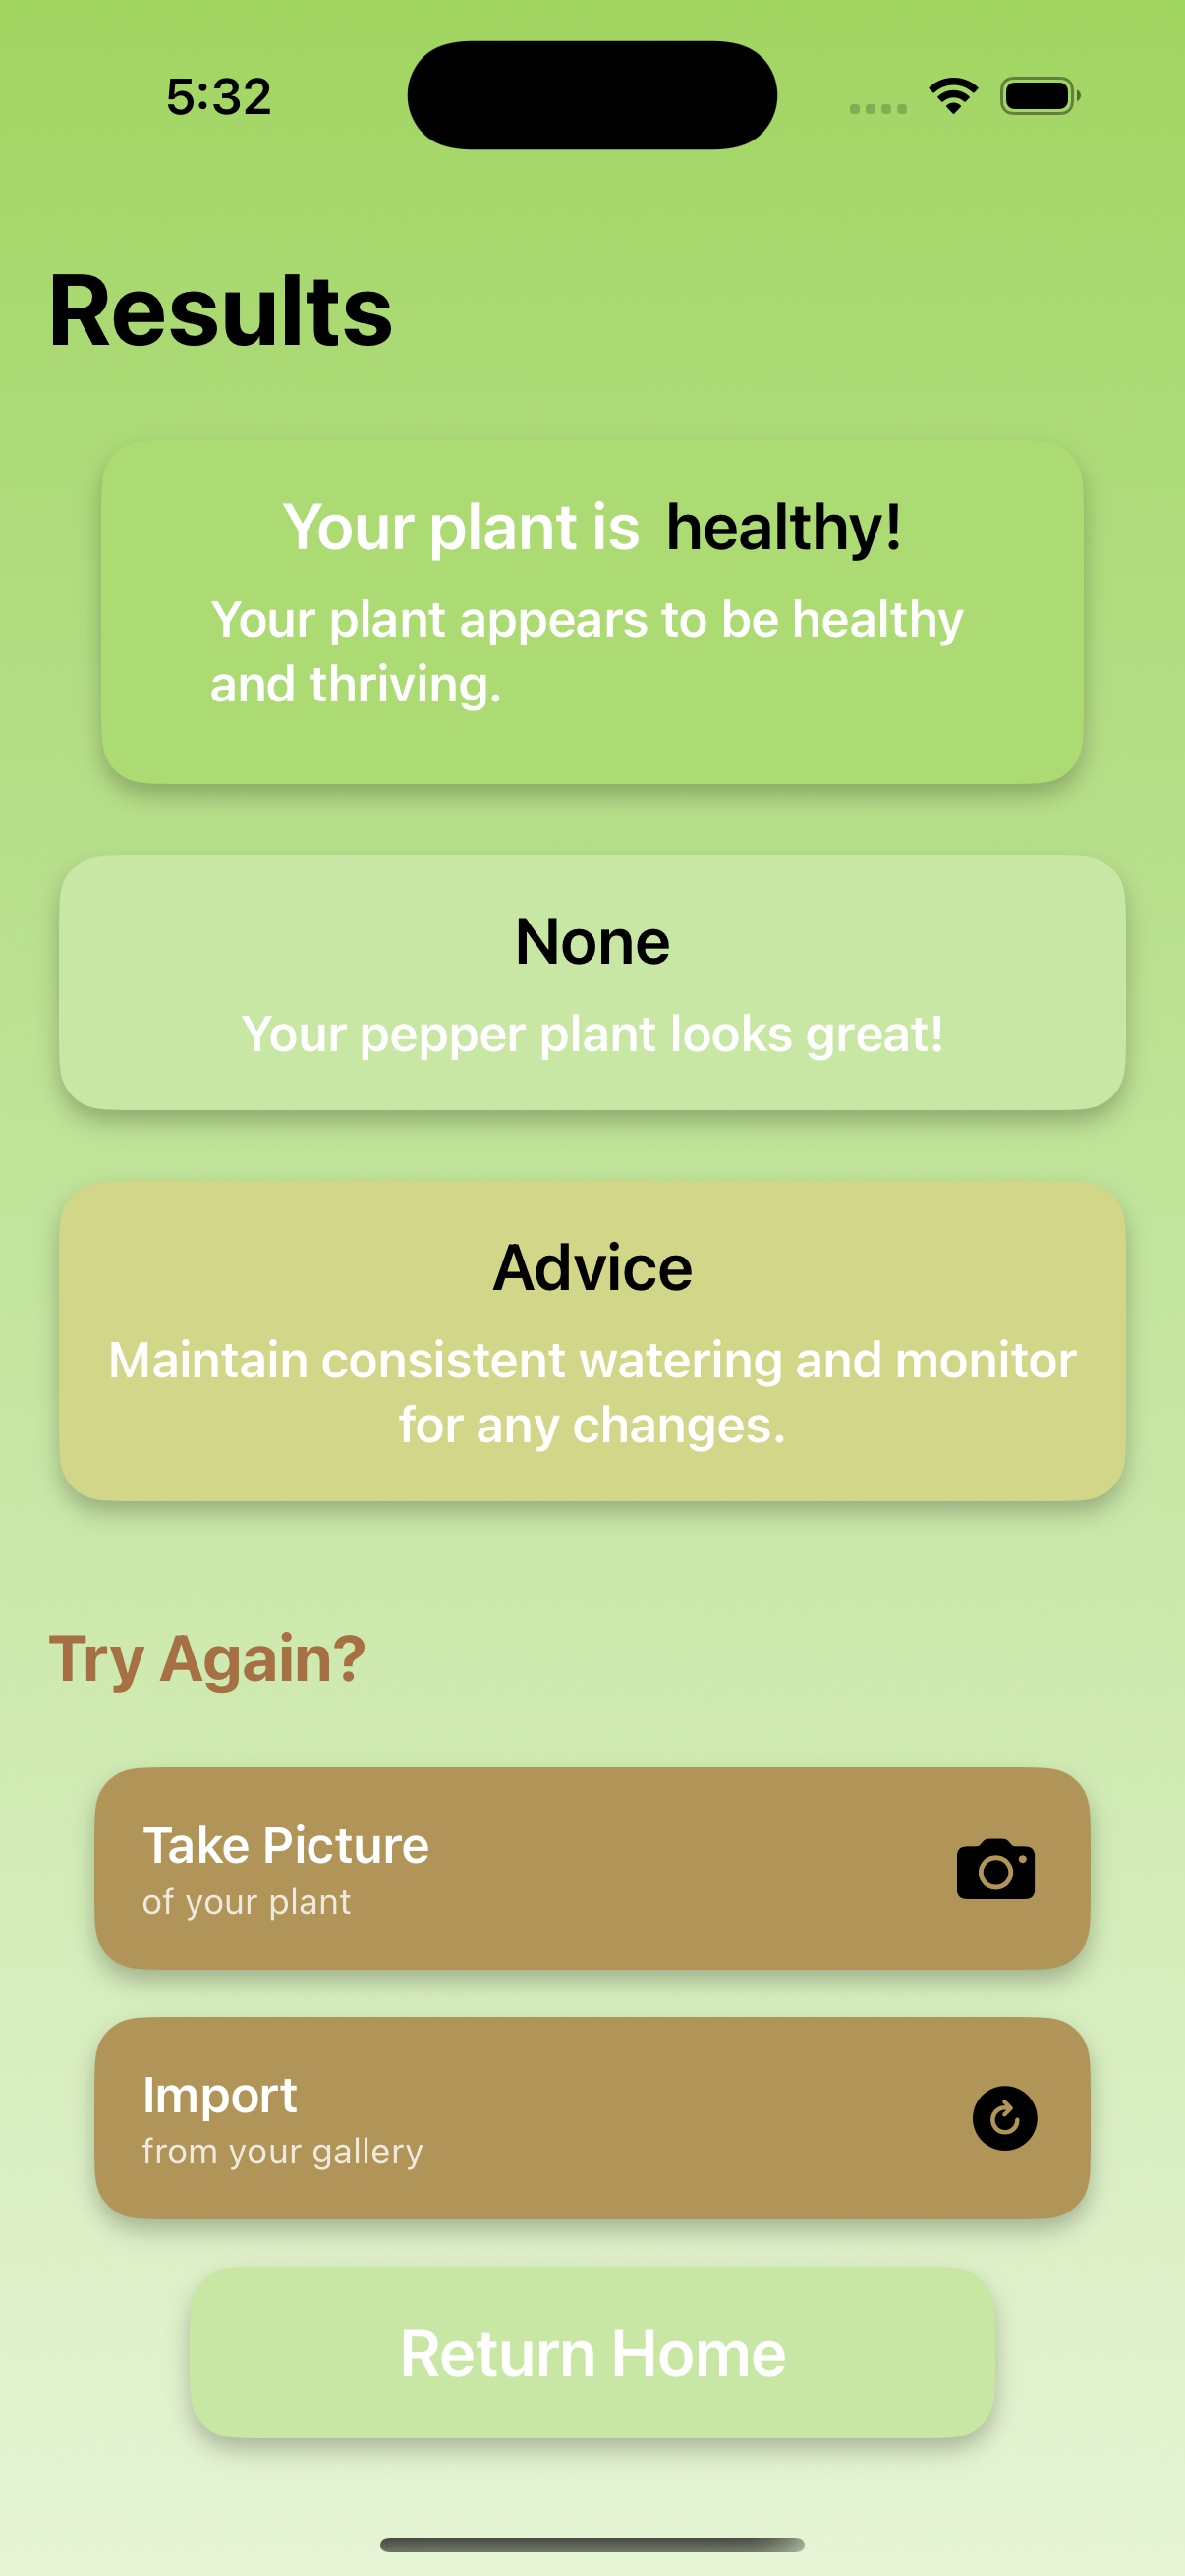 5:32
Results
Your plant is healthy!
Your plant appears to be healthy
and thriving.
None
Your pepper plant looks great!
Advice
Maintain consistent watering and monitor
for any changes.
Try Again?
Take Picture
of your plant
Import
from your gallery
Return Home